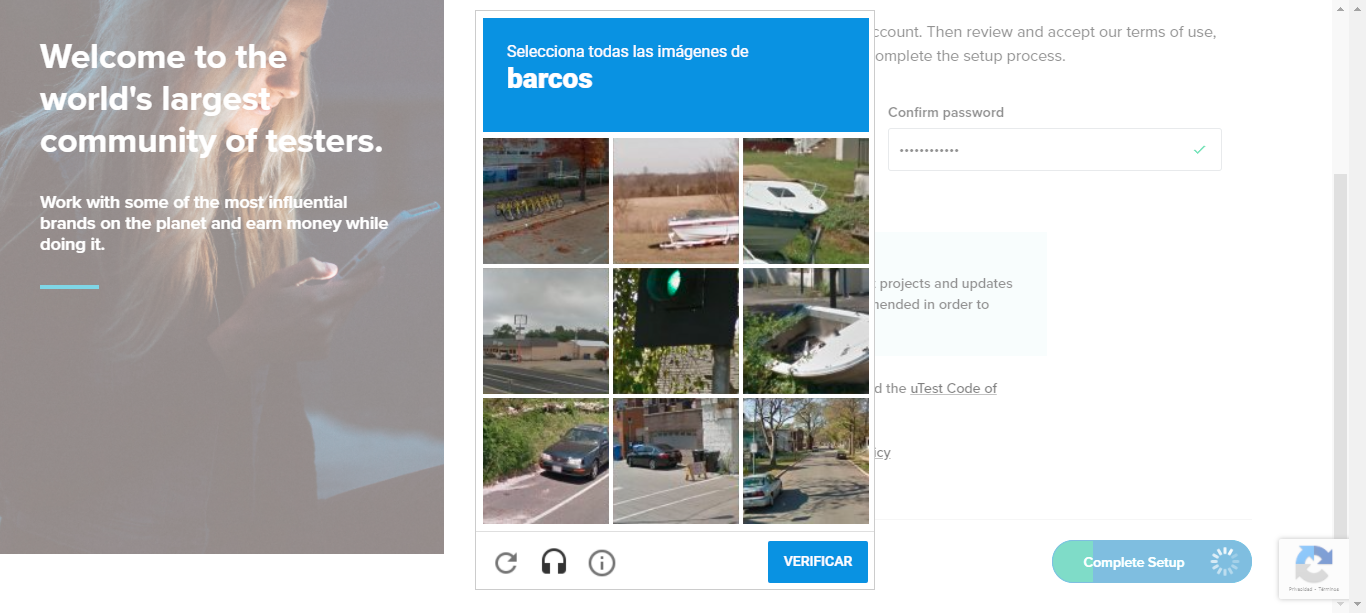 Welcome to the
world's largest
community of testers.
Work with some of the most influential
brands on the planet and earn money while
doing it.
Selecciona todas las imágenes de
barcos
VERIFICAR
ccount. Then review and accept our terms of use,
omplete the setup process.
Confirm password
projects and updates
nended in order to
d the uTest Code of
icy
Complete Setup
Privacidad - Términos